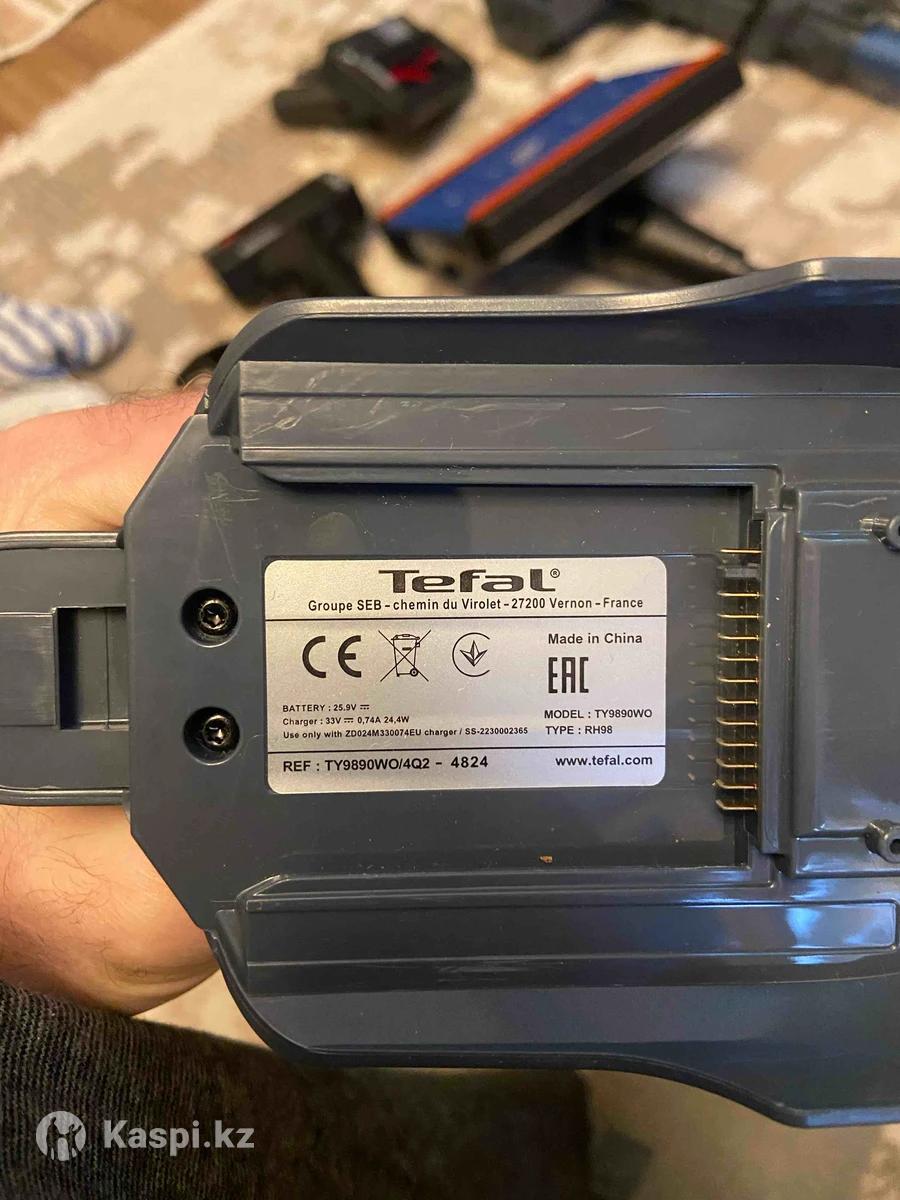 Tefal®
Groupe SEB - chemin du Virolet - 27200 Vernon - France
CE
Made in China
EAC
BATTERY : 25.9V ⎓
Charger : 33V ⎓ 0,74A 24,4W
Use only with ZD024M330074EU charger / SS-2230002365
MODEL : TY9890WO
TYPE : RH98
REF : TY9890WO/4Q2 - 4824
www.tefal.com
Kaspi.kz